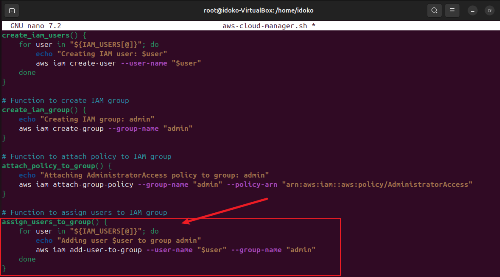 root@idoko-VirtualBox: /home/idoko
GNU nano 7.2 aws-cloud-manager.sh *
create_iam_users() {
for user in "${IAM_USERS[@]}"; do
echo "Creating IAM user: $user"
aws iam create-user --user-name "$user"
done
}
# Function to create IAM group
create_iam_group() {
echo "Creating IAM group: admin"
aws iam create-group --group-name "admin"
}
# Function to attach policy to IAM group
attach_policy_to_group() {
echo "Attaching AdministratorAccess policy to group: admin"
aws iam attach-group-policy --group-name "admin" --policy-arn "arn:aws:iam::aws:policy/AdministratorAccess"
}
# Function to assign users to IAM group
assign_users_to_group() {
for user in "${IAM_USERS[@]}"; do
echo "Adding user $user to group admin"
aws iam add-user-to-group --user-name "$user" --group-name "admin"
done
}